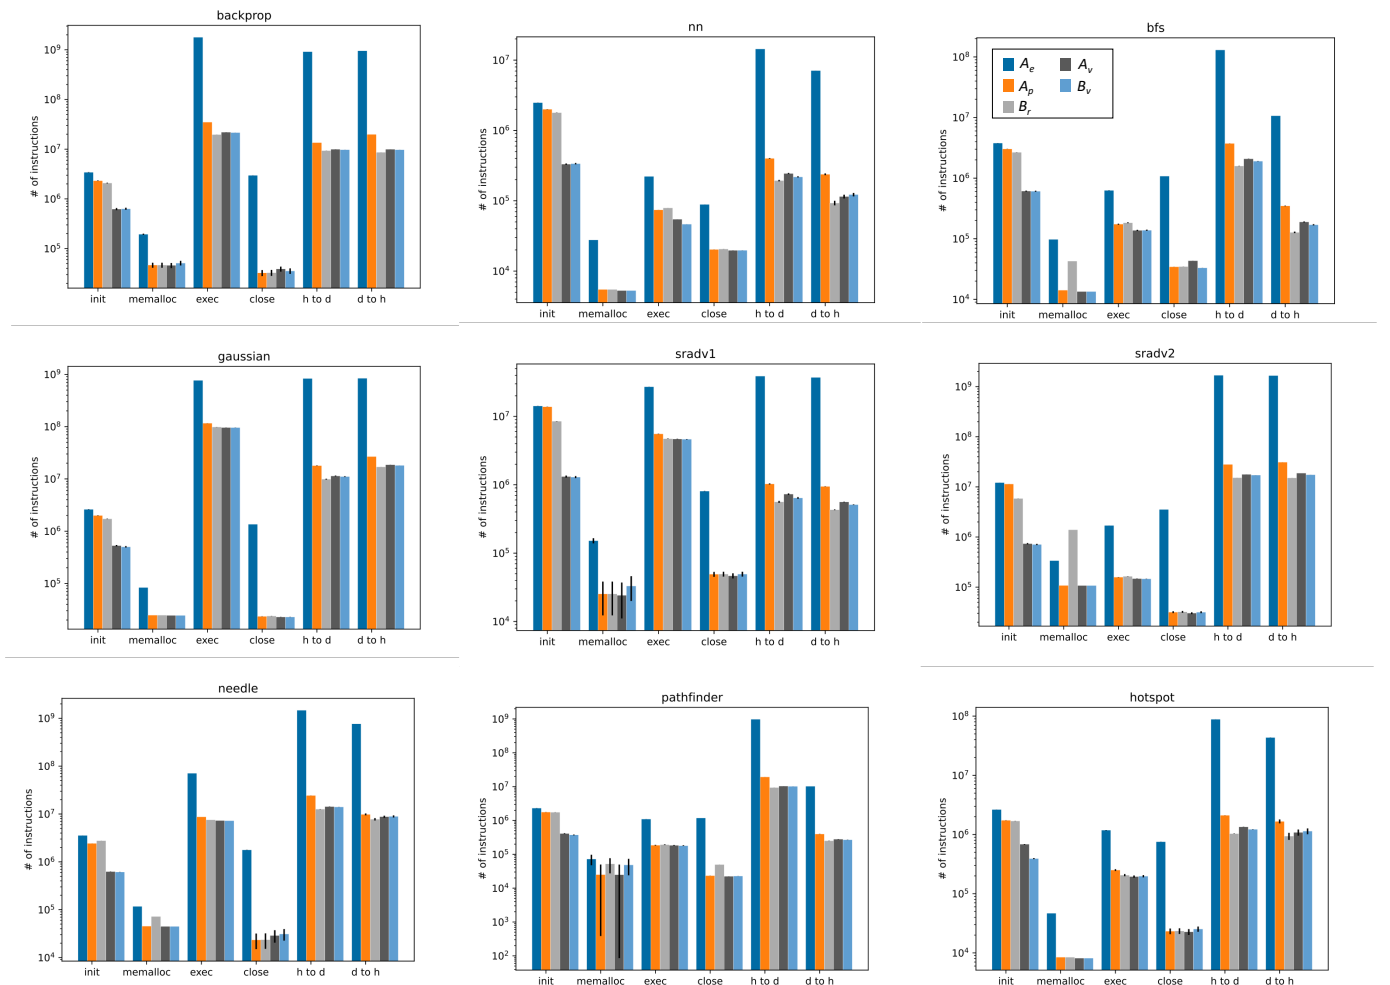 backprop
# of instructions
10^9
10^8
10^7
10^6
10^5
init memalloc exec close h to d d to h
nn
# of instructions
10^7
10^6
10^5
10^4
init memalloc exec close h to d d to h
bfs
# of instructions
10^8
10^7
10^6
10^5
10^4
A_e A_v
A_p B_v
B_r
init memalloc exec close h to d d to h
gaussian
# of instructions
10^9
10^8
10^7
10^6
10^5
init memalloc exec close h to d d to h
sradv1
# of instructions
10^7
10^6
10^5
10^4
init memalloc exec close h to d d to h
sradv2
# of instructions
10^9
10^8
10^7
10^6
10^5
init memalloc exec close h to d d to h
needle
# of instructions
10^9
10^8
10^7
10^6
10^5
10^4
init memalloc exec close h to d d to h
pathfinder
# of instructions
10^9
10^8
10^7
10^6
10^5
10^4
10^3
10^2
init memalloc exec close h to d d to h
hotspot
# of instructions
10^8
10^7
10^6
10^5
10^4
init memalloc exec close h to d d to h